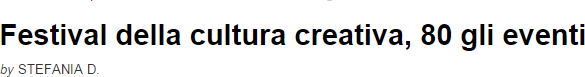 Festival della cultura creativa, 80 gli eventi
by STEFANIA D.